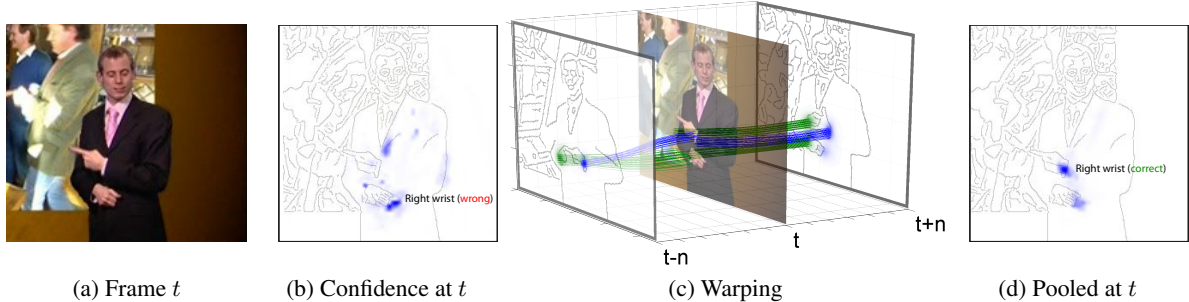 Right wrist (wrong)
Right wrist (correct)
t-n
t
t+n
(a) Frame t
(b) Confidence at t
(c) Warping
(d) Pooled at t